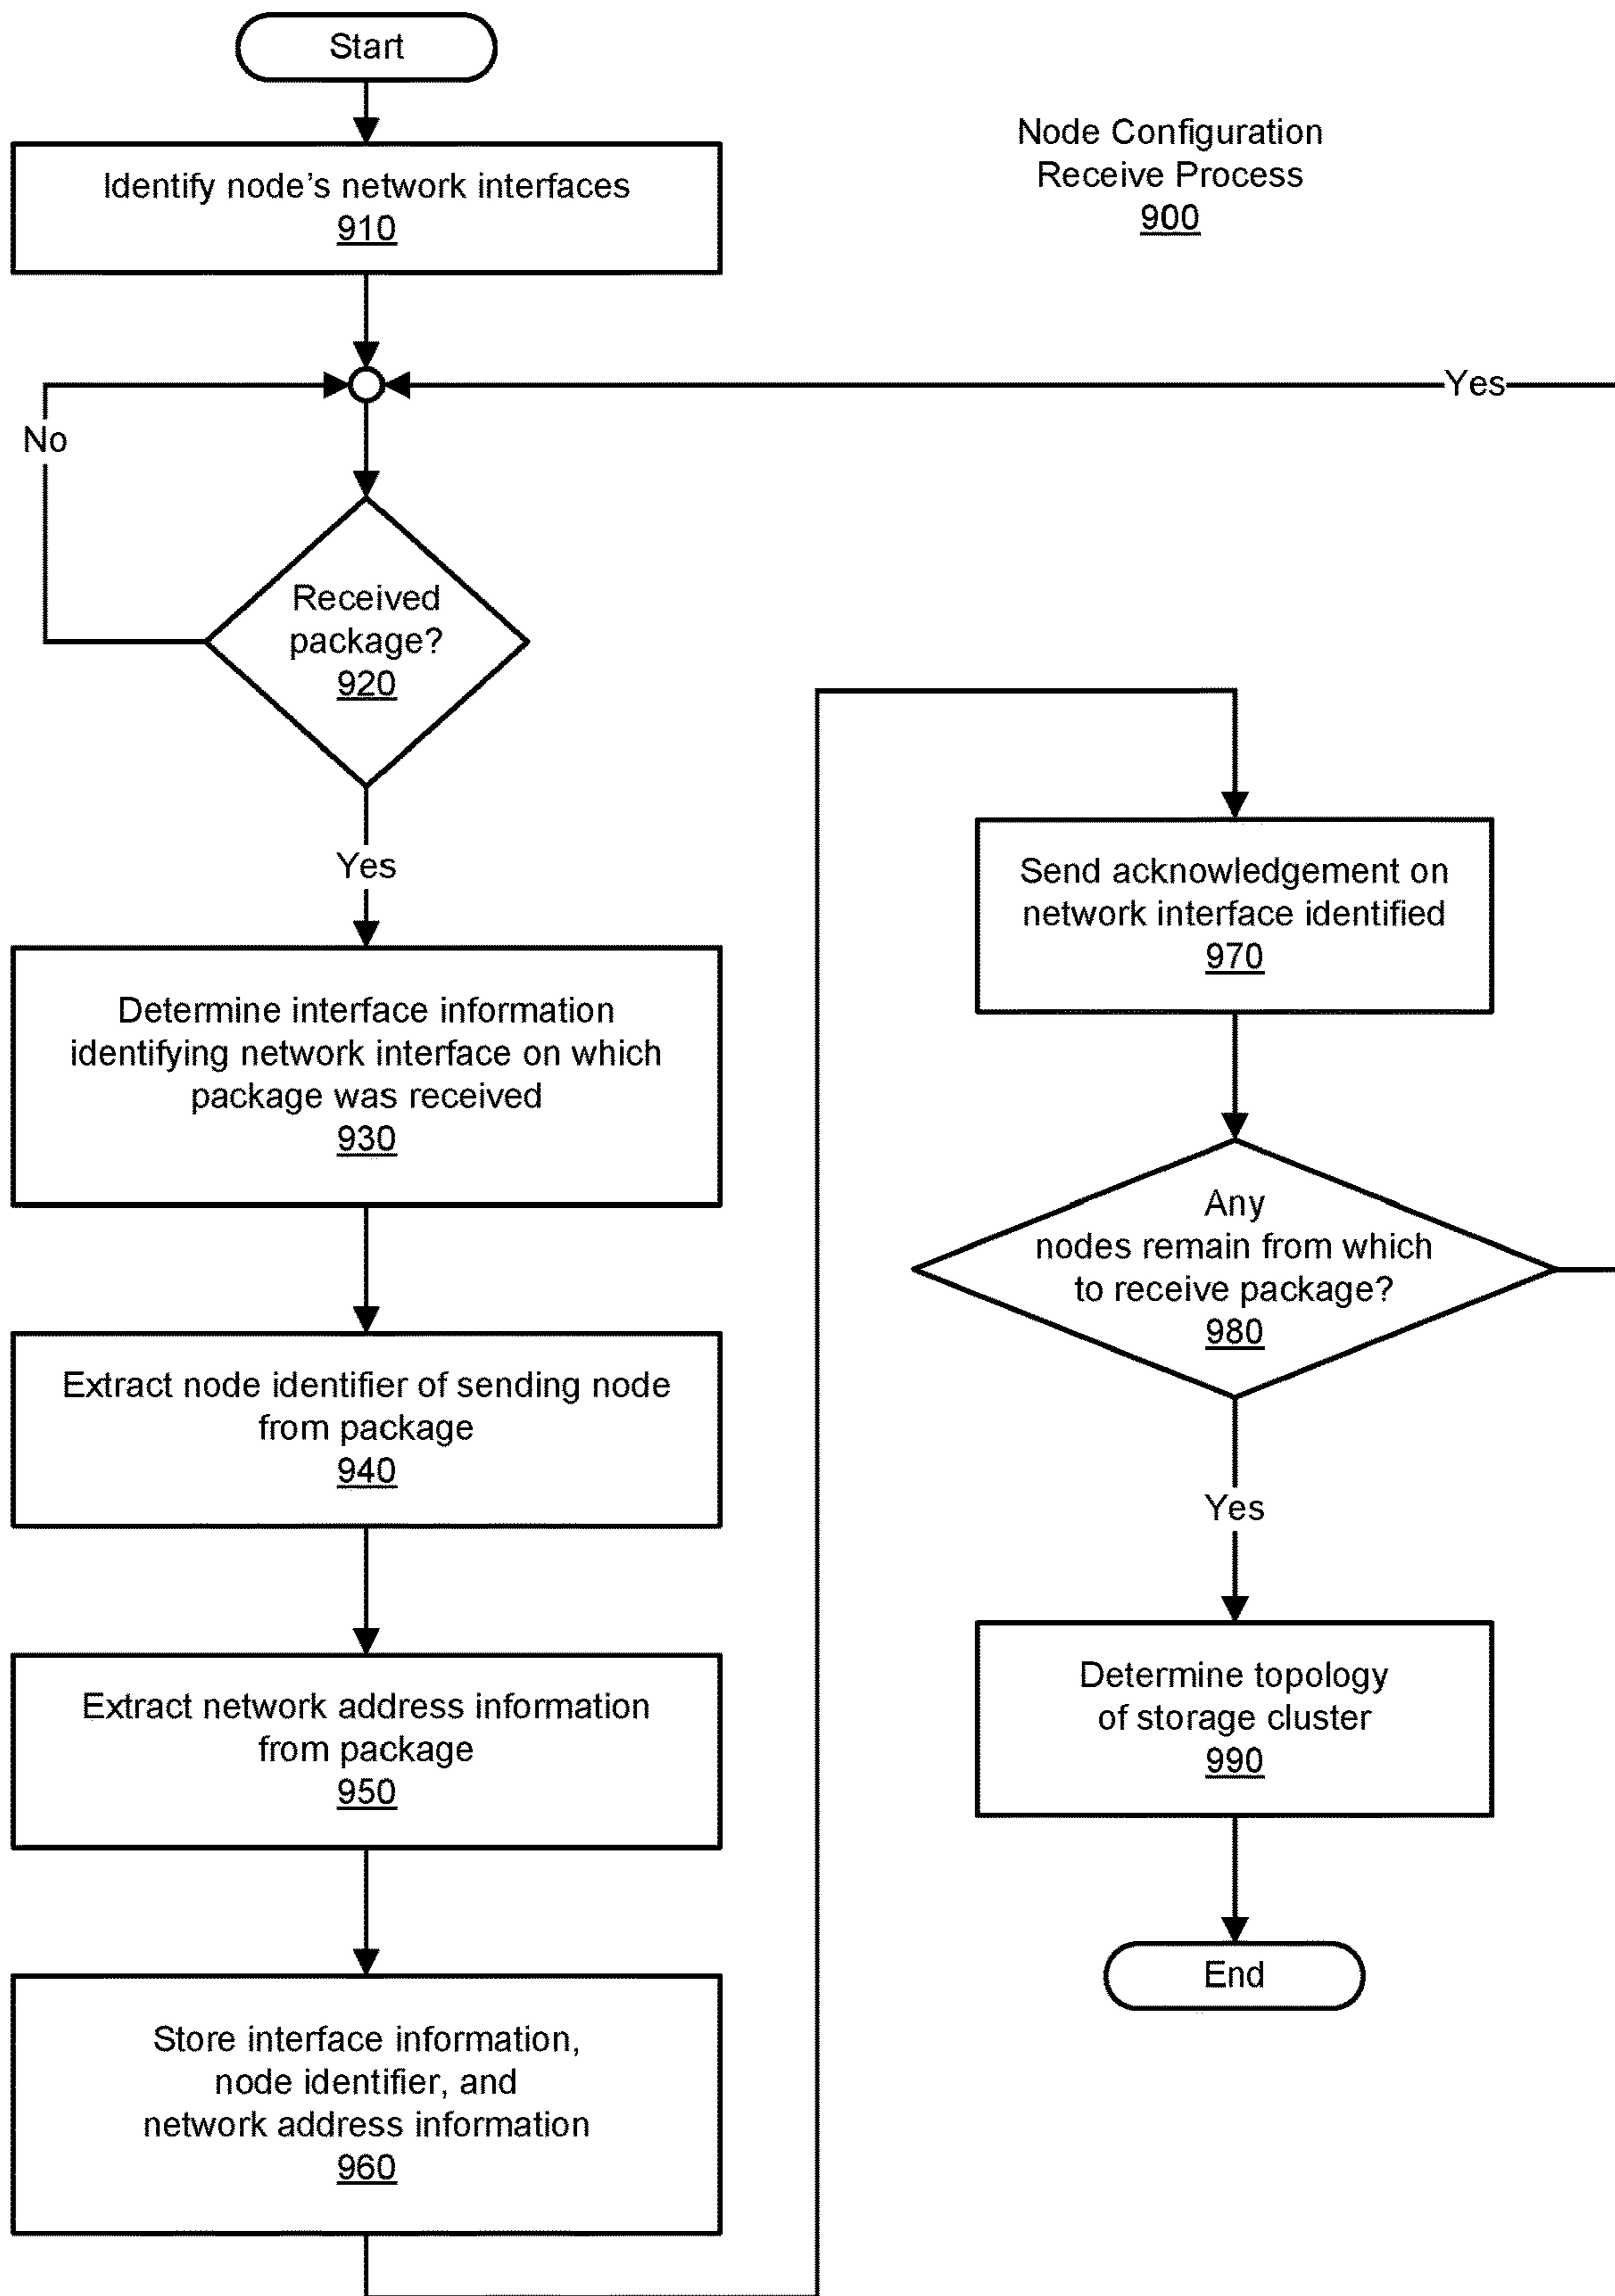 Start
Node Configuration
Receive Process
900
Identify node's network interfaces
910
Yes
No
Received
package?
920
Yes
Determine interface information
identifying network interface on which
package was received
930
Extract node identifier of sending node
from package
940
Extract network address information
from package
950
Store interface information,
node identifier, and
network address information
960
Send acknowledgement on
network interface identified
970
Any
nodes remain from which
to receive package?
980
Yes
Determine topology
of storage cluster
990
End